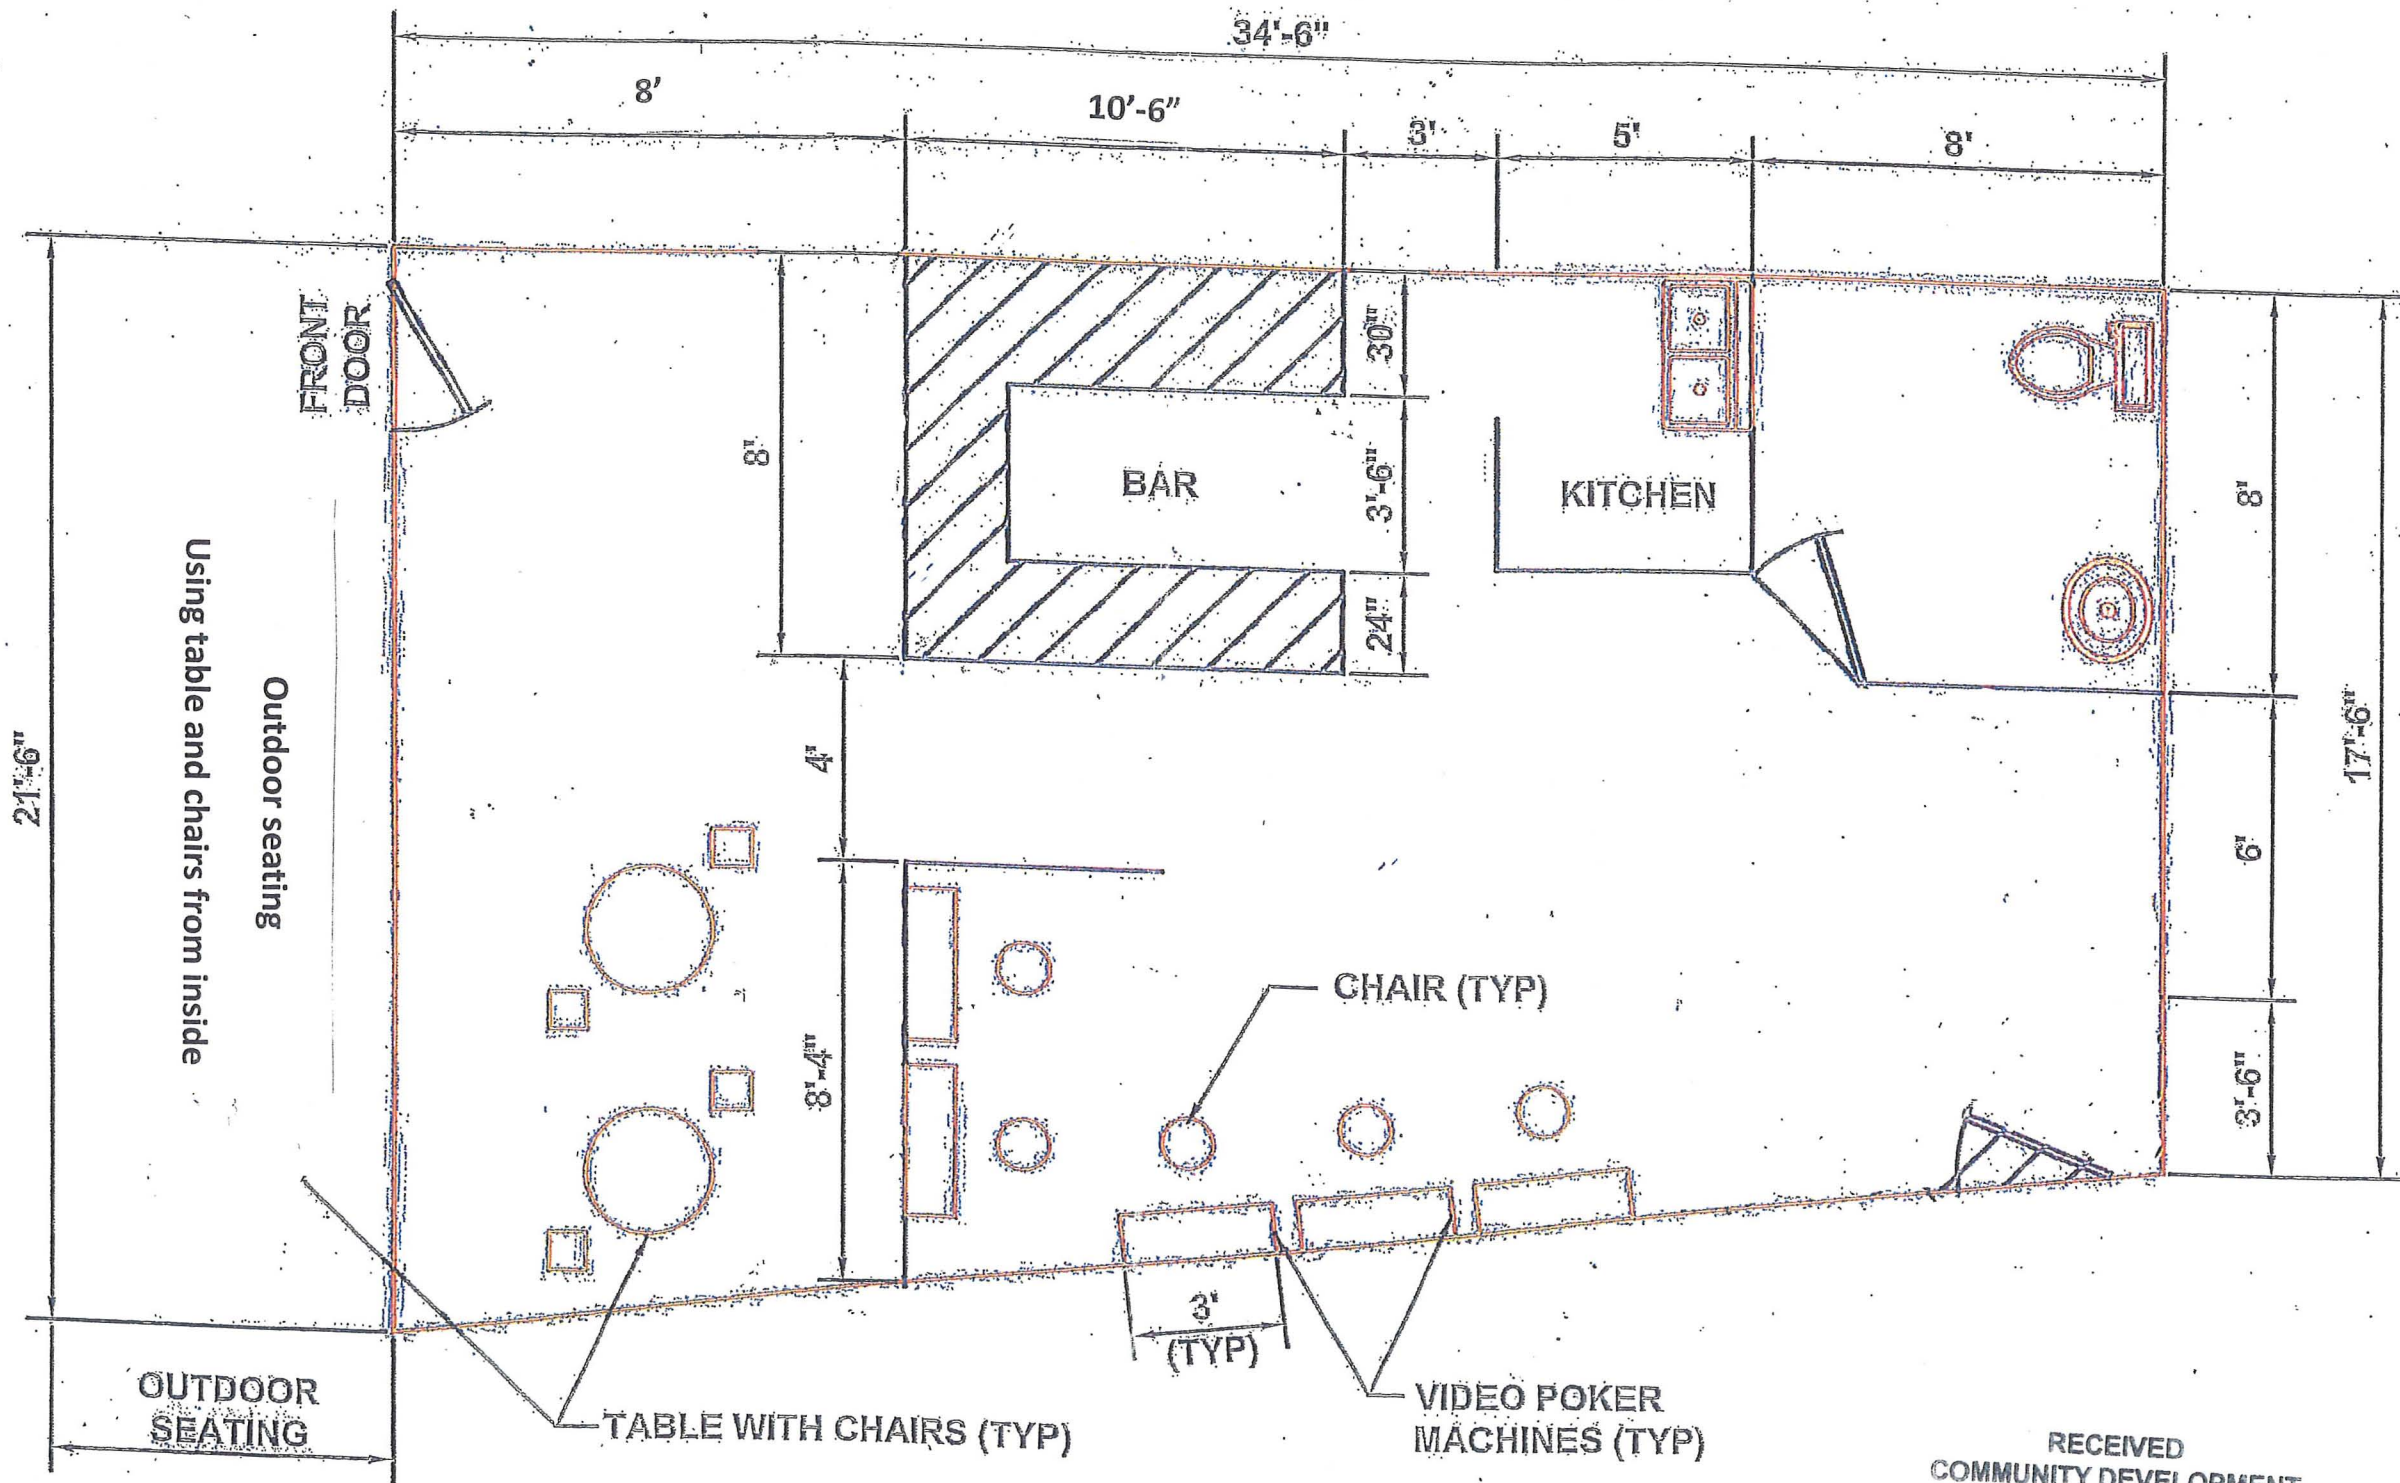 34'-6"
8'
10'-6"
3'
5'
8'
FRONT
DOOR
8'
30"
3'-6"
24"
BAR
KITCHEN
8'
17'-6"
21'-6"
Outdoor seating
Using table and chairs from inside
4'
6'
8'-4"
CHAIR (TYP)
3'-6"
3'
(TYP)
OUTDOOR
SEATING
TABLE WITH CHAIRS (TYP)
VIDEO POKER
MACHINES (TYP)
RECEIVED
COMMUNITY DEVELOPMENT